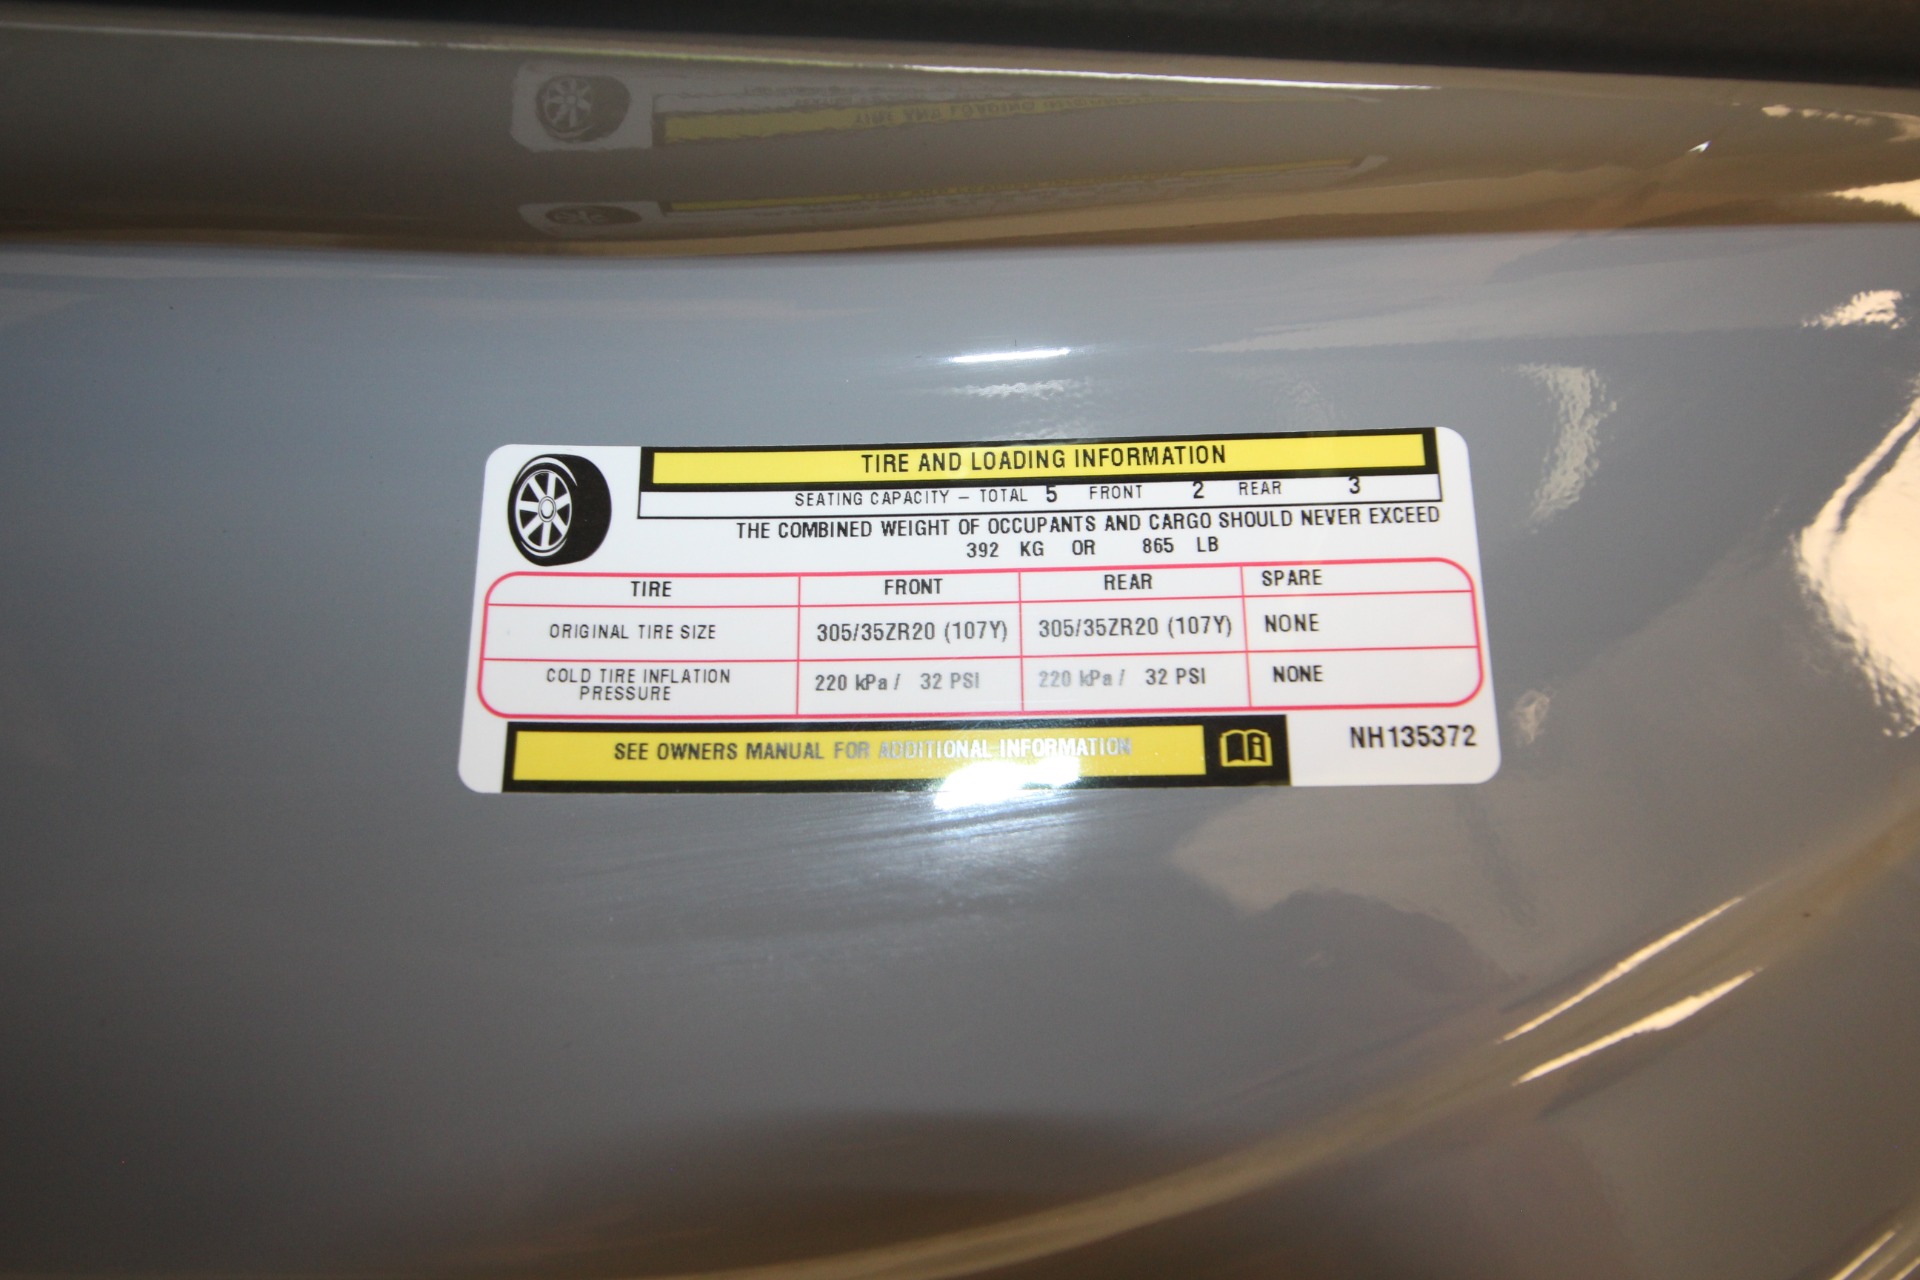 TIRE AND LOADING INFORMATION
SEATING CAPACITY – TOTAL 5 FRONT 2 REAR 3
THE COMBINED WEIGHT OF OCCUPANTS AND CARGO SHOULD NEVER EXCEED
392 KG OR 865 LB
TIRE FRONT REAR SPARE
ORIGINAL TIRE SIZE 305/35ZR20 (107Y) 305/35ZR20 (107Y) NONE
COLD TIRE INFLATION PRESSURE 220 kPa / 32 PSI 220 kPa / 32 PSI NONE
SEE OWNERS MANUAL FOR ADDITIONAL INFORMATION
NH135372